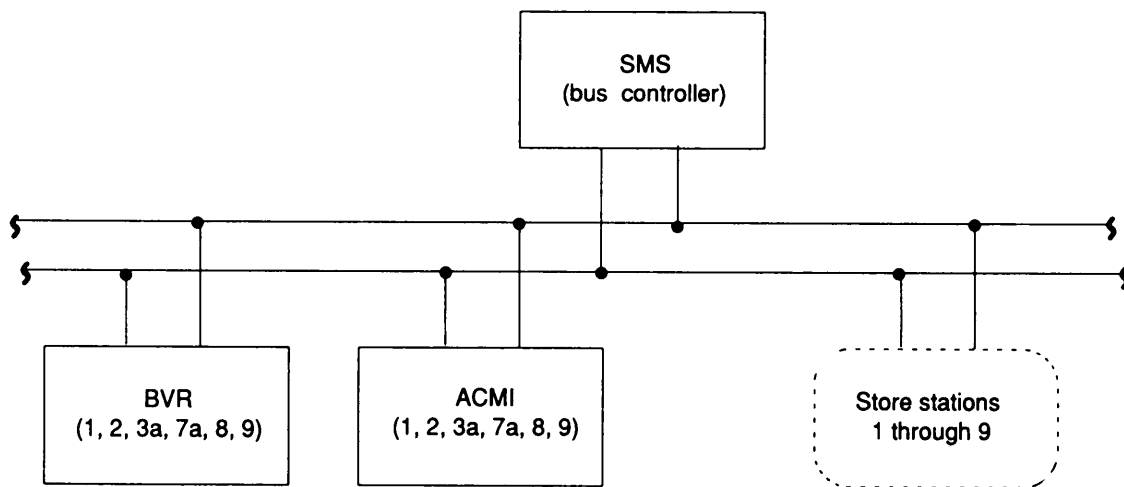 SMS
(bus controller)
BVR
(1, 2, 3a, 7a, 8, 9)
ACMI
(1, 2, 3a, 7a, 8, 9)
Store stations
1 through 9